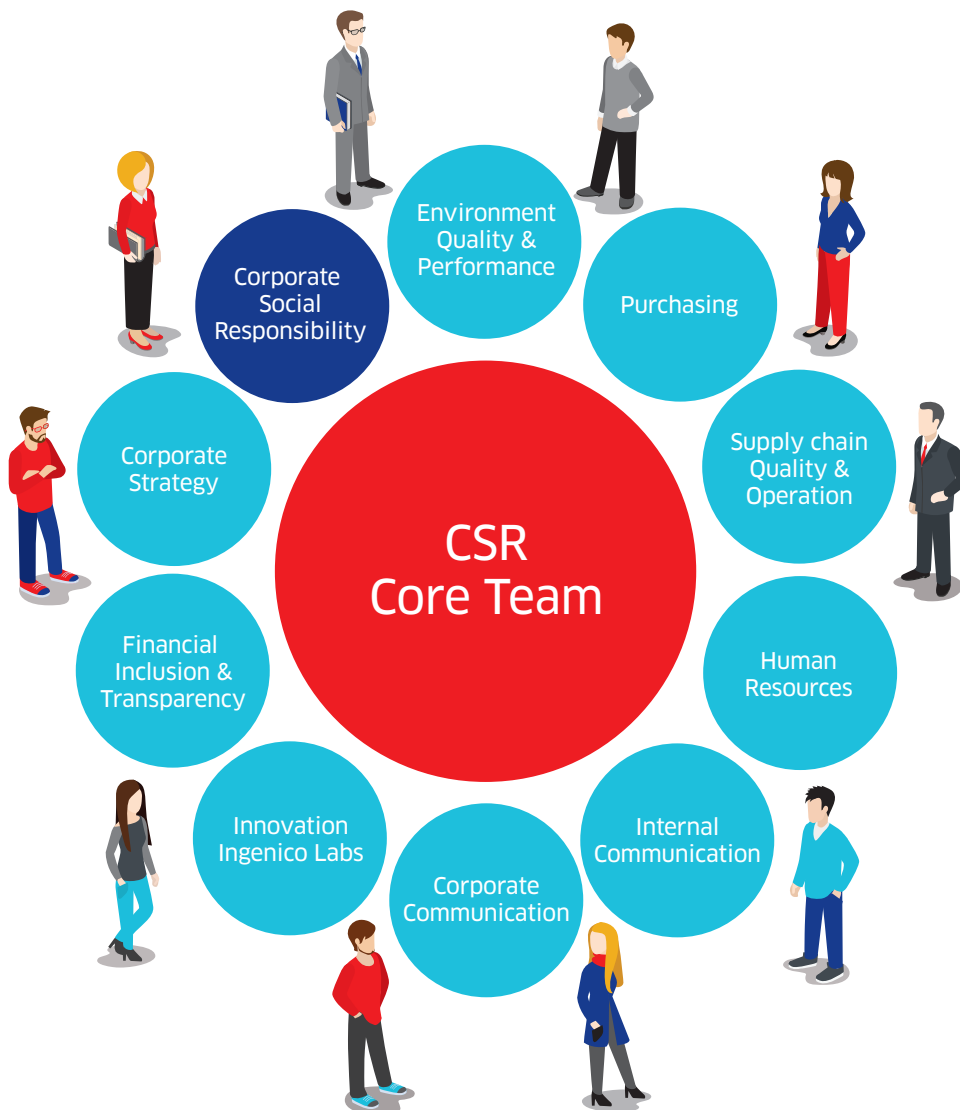 Environment
Quality &
Performance
Purchasing
Supply chain
Quality &
Operation
Human
Resources
Internal
Communication
Corporate
Communication
Innovation
Ingenico Labs
Financial
Inclusion &
Transparency
Corporate
Strategy
Corporate
Social
Responsibility
CSR
Core Team